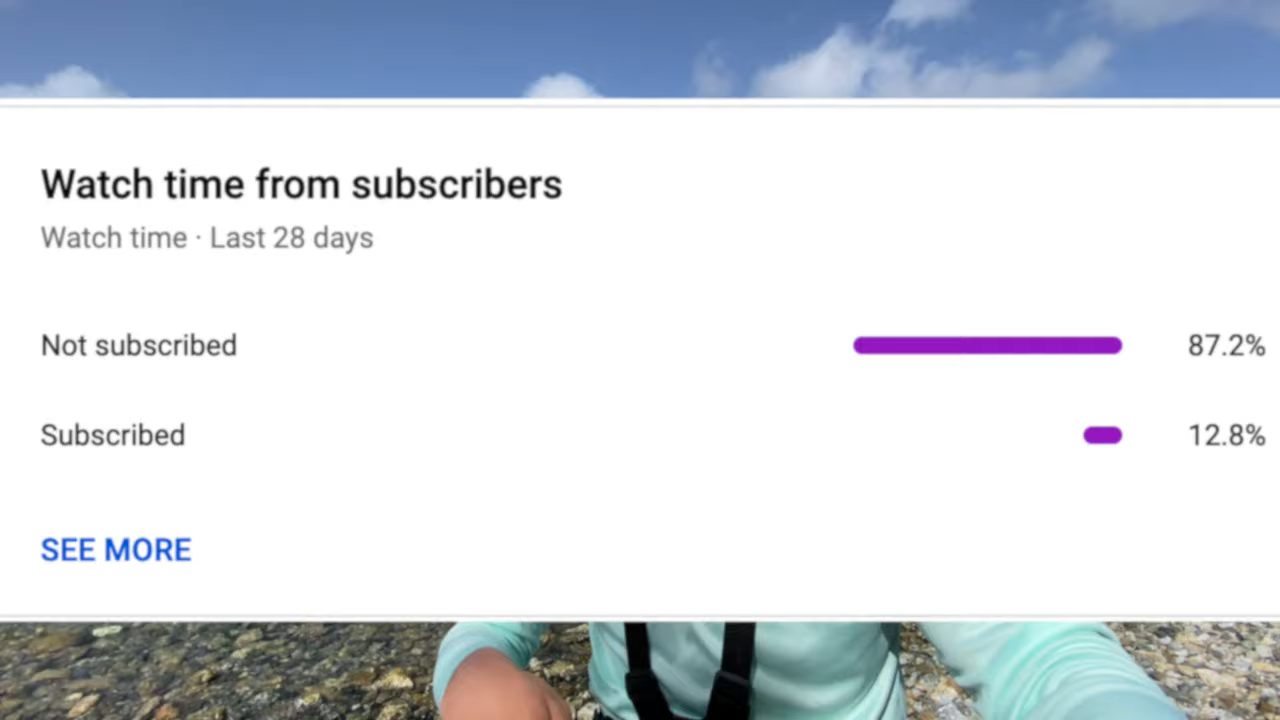 Watch time from subscribers
Watch time · Last 28 days
Not subscribed 87.2%
Subscribed 12.8%
SEE MORE